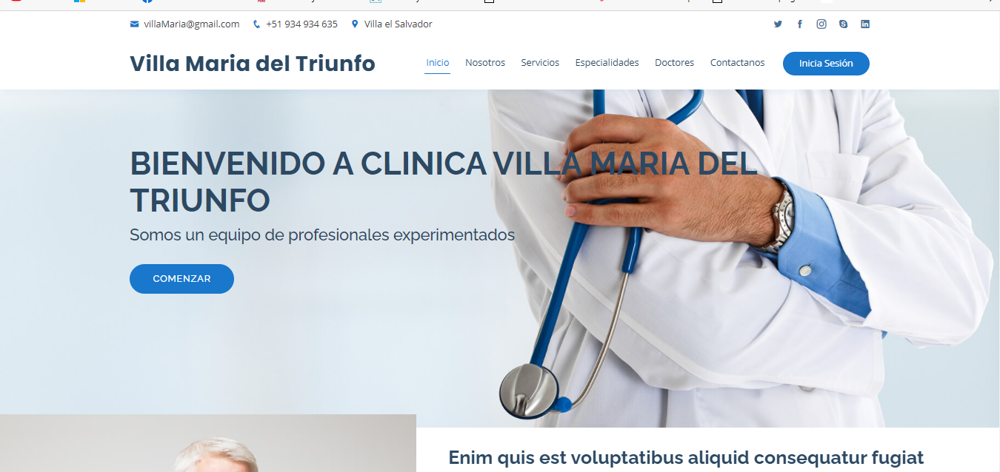 villaMaria@gmail.com +51 934 934 635 Villa el Salvador
Villa Maria del Triunfo Inicio Nosotros Servicios Especialidades Doctores Contactanos Inicia Sesión
BIENVENIDO A CLINICA VILLA MARIA DEL
TRIUNFO
Somos un equipo de profesionales experimentados
COMENZAR
Enim quis est voluptatibus aliquid consequatur fugiat